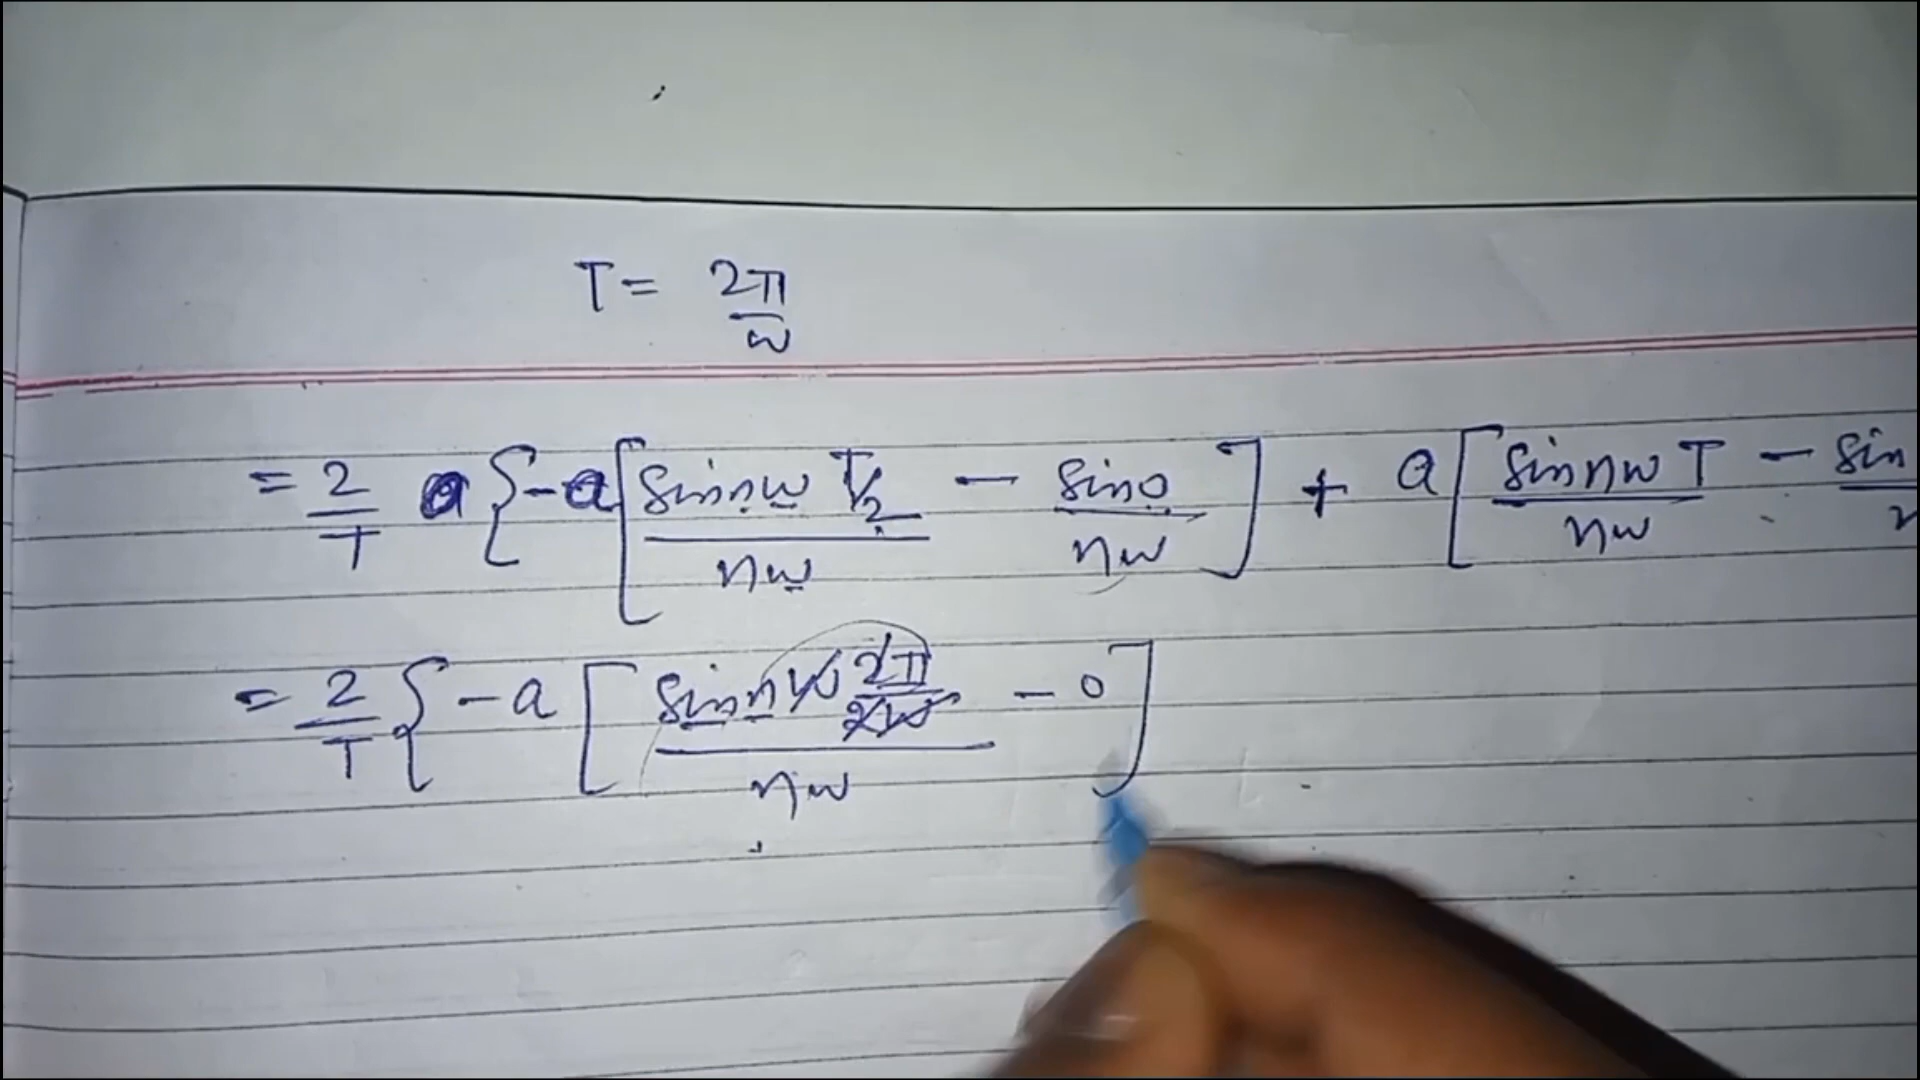 T = 2π/ω
= 2/T a { -a [ sin nω T/2 / nω - sin 0 / nω ] + a [ sin nω T / nω - sin / n
= 2/T { -a [ sin nω 2π/2ω / nω - 0 ]